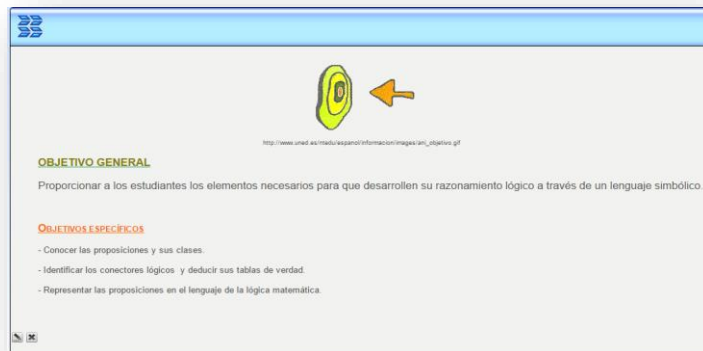 http://www.uned.es/madu/espanol/informacion/images/ani_objetivo.gif
OBJETIVO GENERAL
Proporcionar a los estudiantes los elementos necesarios para que desarrollen su razonamiento lógico a través de un lenguaje simbólico.
OBJETIVOS ESPECÍFICOS
- Conocer las proposiciones y sus clases.
- Identificar los conectores lógicos y deducir sus tablas de verdad.
- Representar las proposiciones en el lenguaje de la lógica matemática.